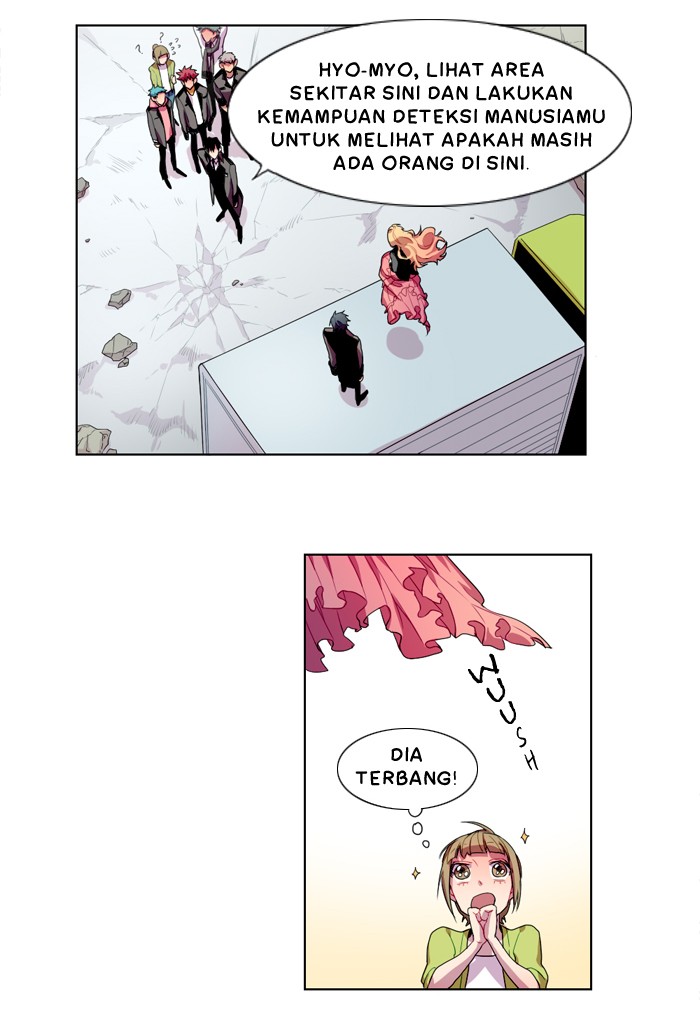 ? ? ?
HYO-MYO, LIHAT AREA
SEKITAR SINI DAN LAKUKAN
KEMAMPUAN DETEKSI MANUSIAMU
UNTUK MELIHAT APAKAH MASIH
ADA ORANG DI SINI.
WUUSH
DIA
TERBANG!